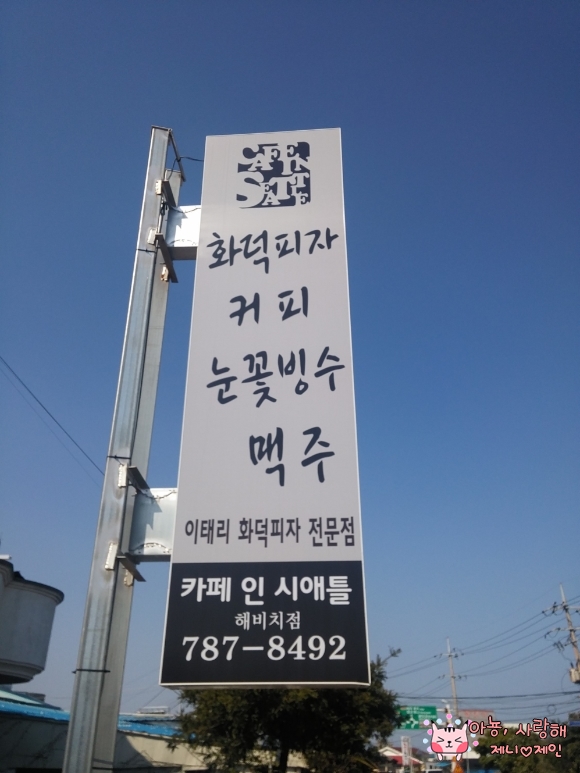 CAFE IN
SEATTLE
화덕피자
커피
눈꽃빙수
맥주
이태리 화덕피자 전문점
카페 인 시애틀
해비치점
787-8492
아뇽, 사랑해
제니♡제인